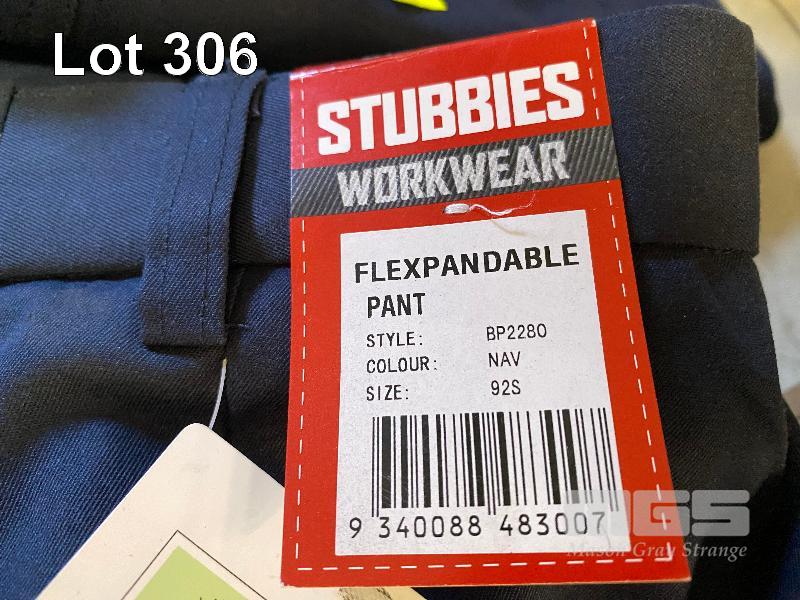 Lot 306
STUBBIES
WORKWEAR
FLEXPANDABLE
PANT
STYLE: BP2280
COLOUR: NAV
SIZE: 92S
9 340088 483007
MGS
Mason Gray Strange